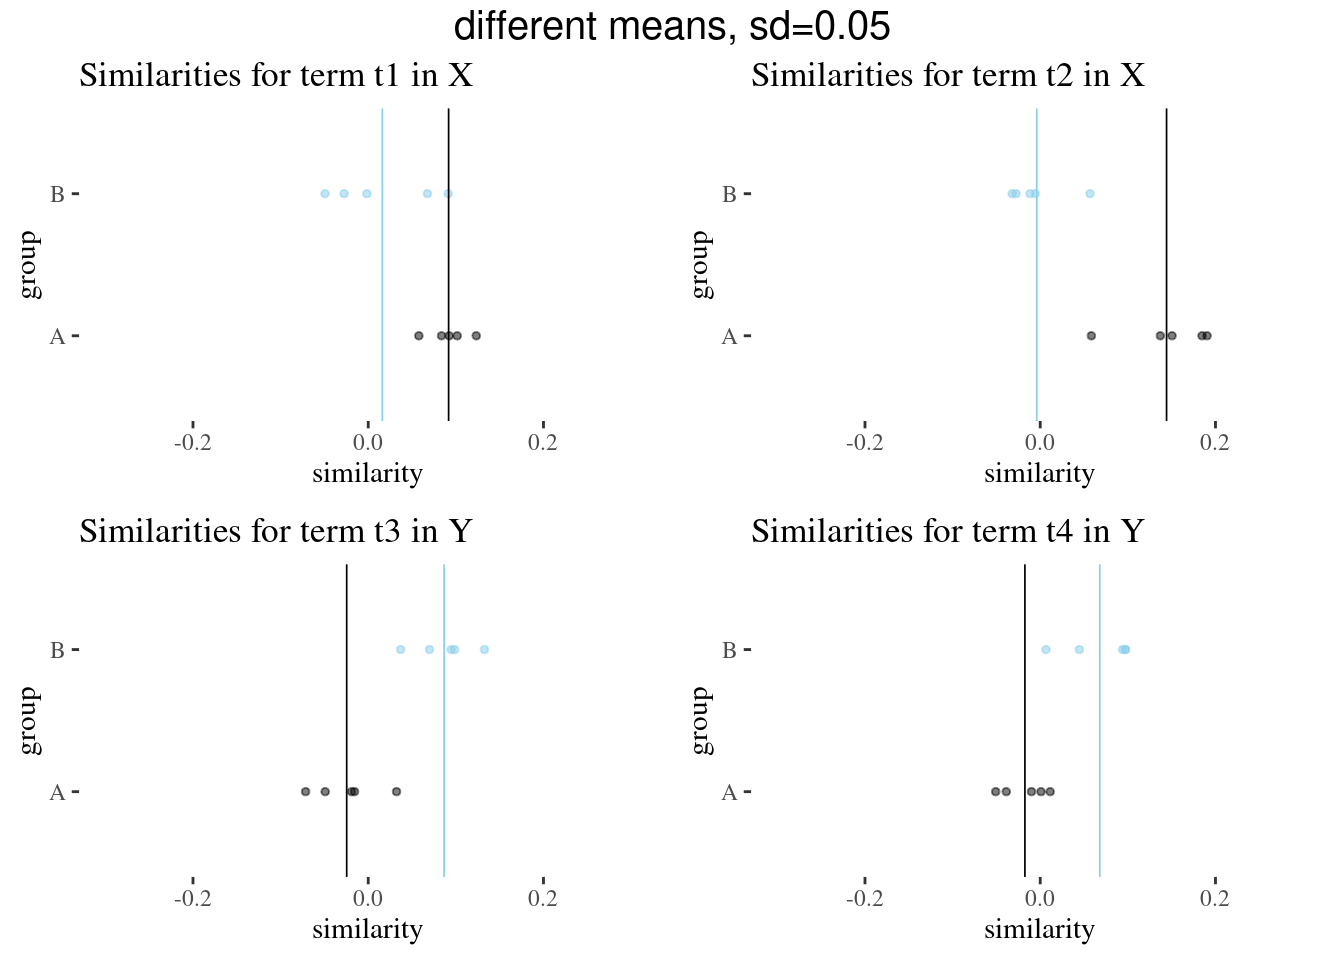 different means, sd=0.05
Similarities for term t1 in X
B
A
group
-0.2 0.0 0.2
similarity
Similarities for term t2 in X
B
A
group
-0.2 0.0 0.2
similarity
Similarities for term t3 in Y
B
A
group
-0.2 0.0 0.2
similarity
Similarities for term t4 in Y
B
A
group
-0.2 0.0 0.2
similarity